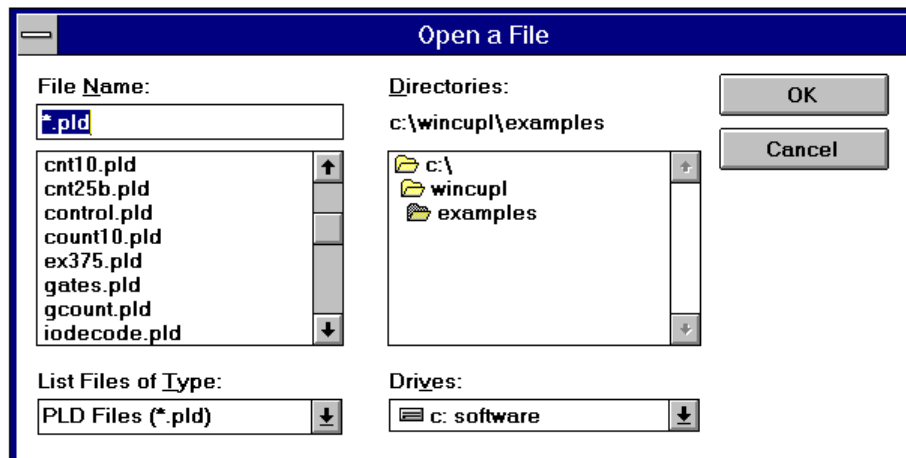 Open a File
File Name:
*.pld
cnt10.pld
cnt25b.pld
control.pld
count10.pld
ex375.pld
gates.pld
gcount.pld
iodecode.pld
List Files of Type:
PLD Files (*.pld)
Directories:
c:\wincupl\examples
c:\
wincupl
examples
Drives:
c: software
OK
Cancel